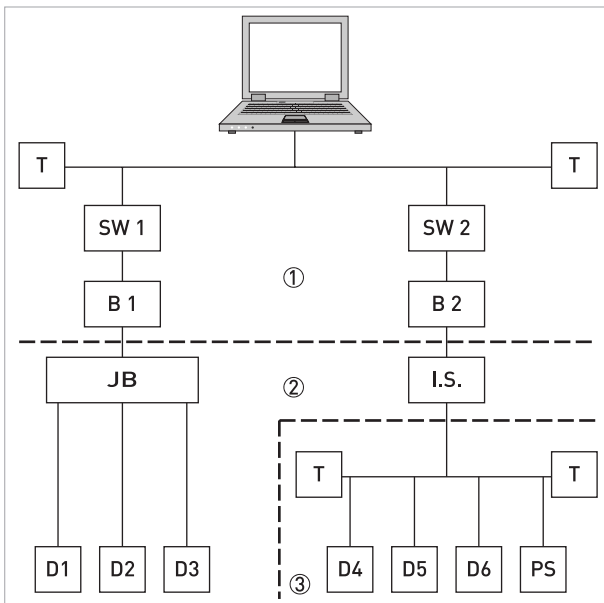 T T
SW 1 SW 2
①
B 1 B 2
JB ② I.S.
T T
D1 D2 D3 ③ D4 D5 D6 PS